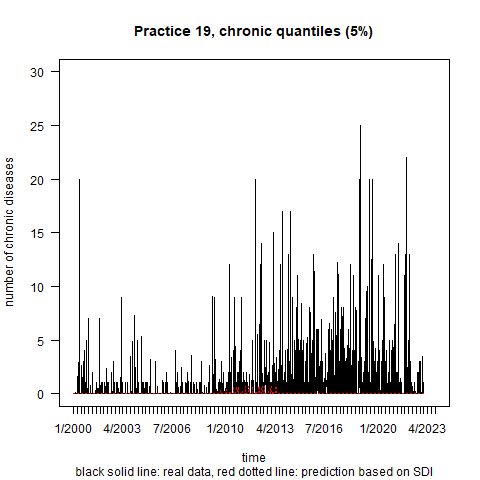 Practice 19, chronic quantiles (5%)
number of chronic diseases
30
25
20
15
10
5
0
1/2000 4/2003 7/2006 1/2010 4/2013 7/2016 1/2020 4/2023
time
black solid line: real data, red dotted line: prediction based on SDI